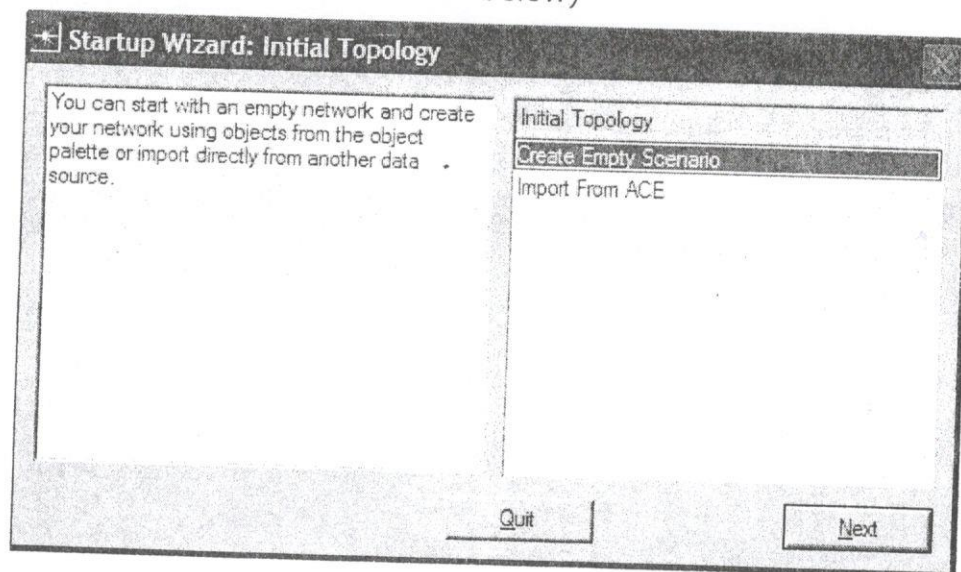 Startup Wizard: Initial Topology
You can start with an empty network and create
your network using objects from the object
palette or import directly from another data
source.
Initial Topology
Create Empty Scenario
Import From ACE
Quit
Next